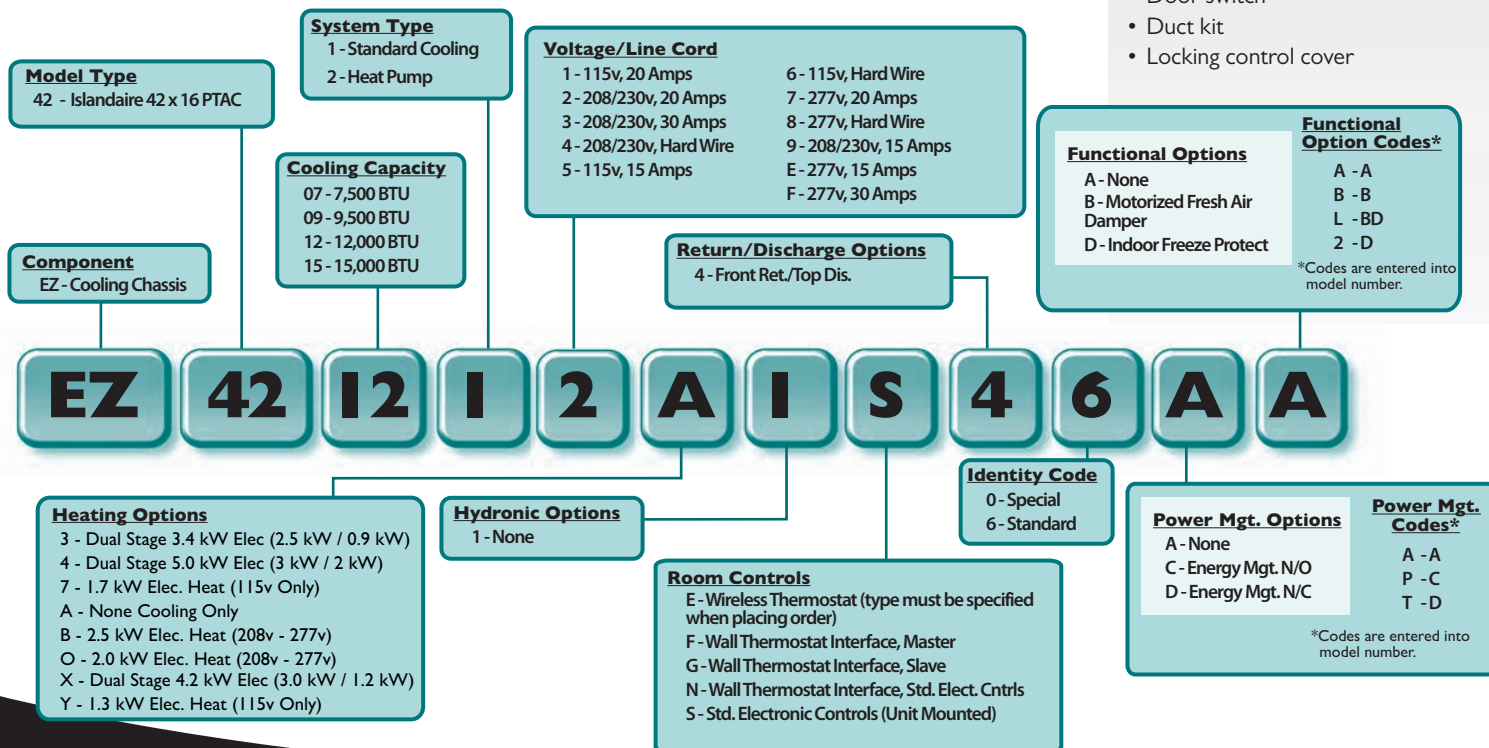 Door switch
• Duct kit
• Locking control cover
System Type
1 - Standard Cooling
2 - Heat Pump
Model Type
42 - Islandaire 42 x 16 PTAC
Voltage/Line Cord
1 - 115v, 20 Amps
2 - 208/230v, 20 Amps
3 - 208/230v, 30 Amps
4 - 208/230v, Hard Wire
5 - 115v, 15 Amps
6 - 115v, Hard Wire
7 - 277v, 20 Amps
8 - 277v, Hard Wire
9 - 208/230v, 15 Amps
E - 277v, 15 Amps
F - 277v, 30 Amps
Cooling Capacity
07 - 7,500 BTU
09 - 9,500 BTU
12 - 12,000 BTU
15 - 15,000 BTU
Component
EZ - Cooling Chassis
Return/Discharge Options
4 - Front Ret./Top Dis.
Functional Options
A - None
B - Motorized Fresh Air
Damper
D - Indoor Freeze Protect
Functional
Option Codes*
A - A
B - B
L - BD
2 - D
*Codes are entered into
model number.
EZ 42 12 1 2 A 1 S 4 6 A A
Heating Options
3 - Dual Stage 3.4 kW Elec (2.5 kW / 0.9 kW)
4 - Dual Stage 5.0 kW Elec (3 kW / 2 kW)
7 - 1.7 kW Elec. Heat (115v Only)
A - None Cooling Only
B - 2.5 kW Elec. Heat (208v - 277v)
O - 2.0 kW Elec. Heat (208v - 277v)
X - Dual Stage 4.2 kW Elec (3.0 kW / 1.2 kW)
Y - 1.3 kW Elec. Heat (115v Only)
Hydronic Options
1 - None
Room Controls
E - Wireless Thermostat (type must be specified
when placing order)
F - Wall Thermostat Interface, Master
G - Wall Thermostat Interface, Slave
N - Wall Thermostat Interface, Std. Elect. Cntrls
S - Std. Electronic Controls (Unit Mounted)
Identity Code
0 - Special
6 - Standard
Power Mgt. Options
A - None
C - Energy Mgt. N/O
D - Energy Mgt. N/C
Power Mgt.
Codes*
A - A
P - C
T - D
*Codes are entered into
model number.